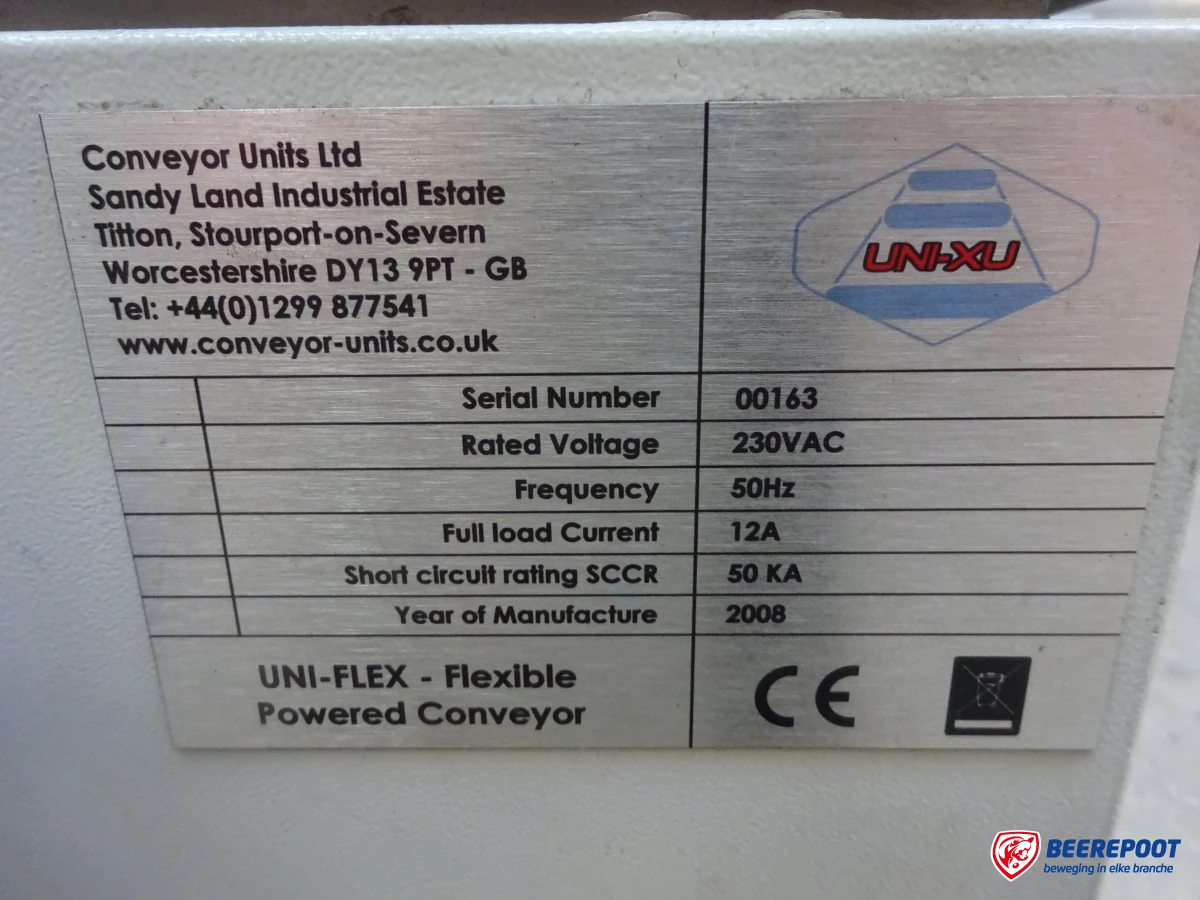 Conveyor Units Ltd
Sandy Land Industrial Estate
Titton, Stourport-on-Severn
Worcestershire DY13 9PT - GB
Tel: +44(0)1299 877541
www.conveyor-units.co.uk
UNI-XU
Serial Number 00163
Rated Voltage 230VAC
Frequency 50Hz
Full load Current 12A
Short circuit rating SCCR 50 KA
Year of Manufacture 2008
UNI-FLEX - Flexible
Powered Conveyor
CE
BEEREPOOT
beweging in elke branche